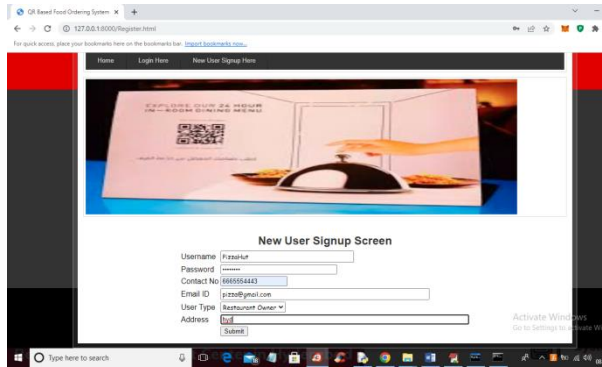 QR Based Food Ordering System
127.0.0.1:8000/Register.html
For quick access, place your bookmarks here on the bookmarks bar. Import bookmarks now...
Home Login Here New User Signup Here
EXPLORE OUR 24 HOUR
IN-ROOM DINING MENU
New User Signup Screen
Username PizzaHut
Password ••••••••
Contact No 6665554443
Email ID pizza@gmail.com
User Type Restaurant Owner
Address hyd
Submit
Activate Windows
Go to Settings to activate Wi
Type here to search